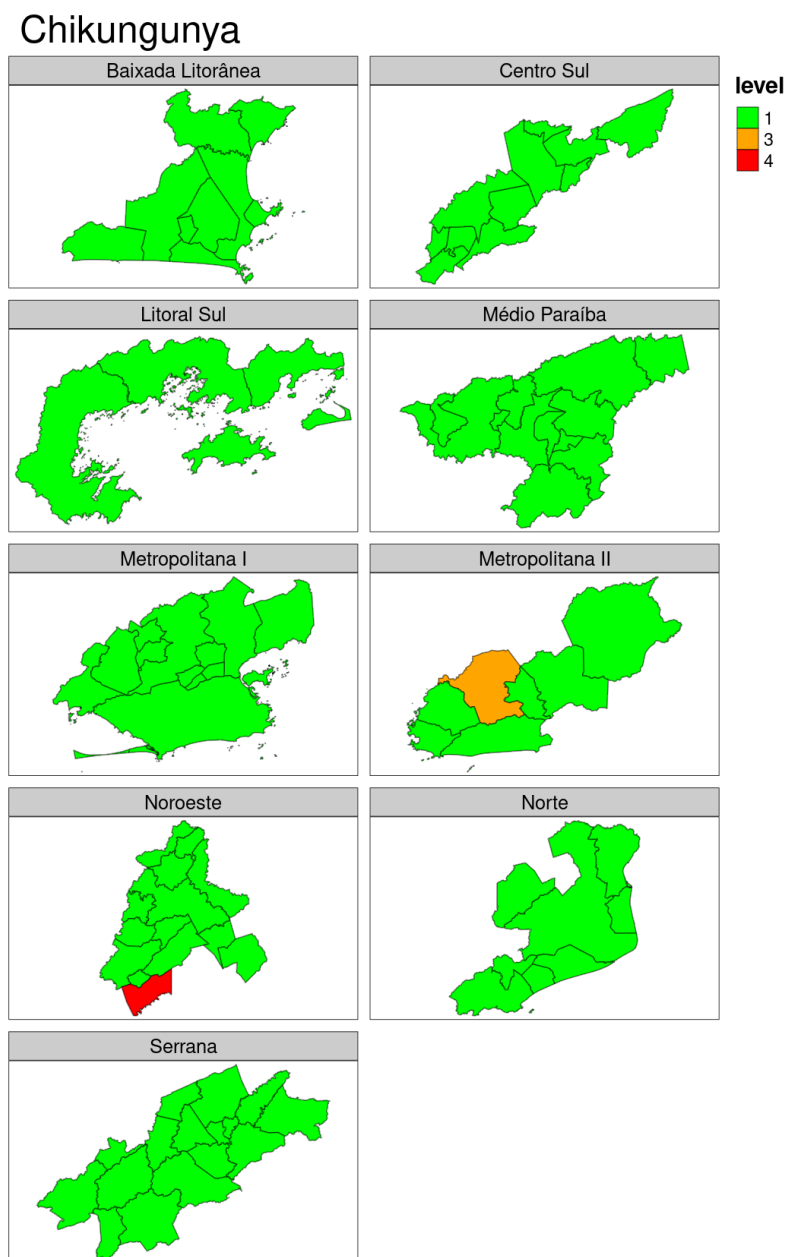 Chikungunya
Baixada Litorânea
Centro Sul
level
1
3
4
Litoral Sul
Médio Paraíba
Metropolitana I
Metropolitana II
Noroeste
Norte
Serrana